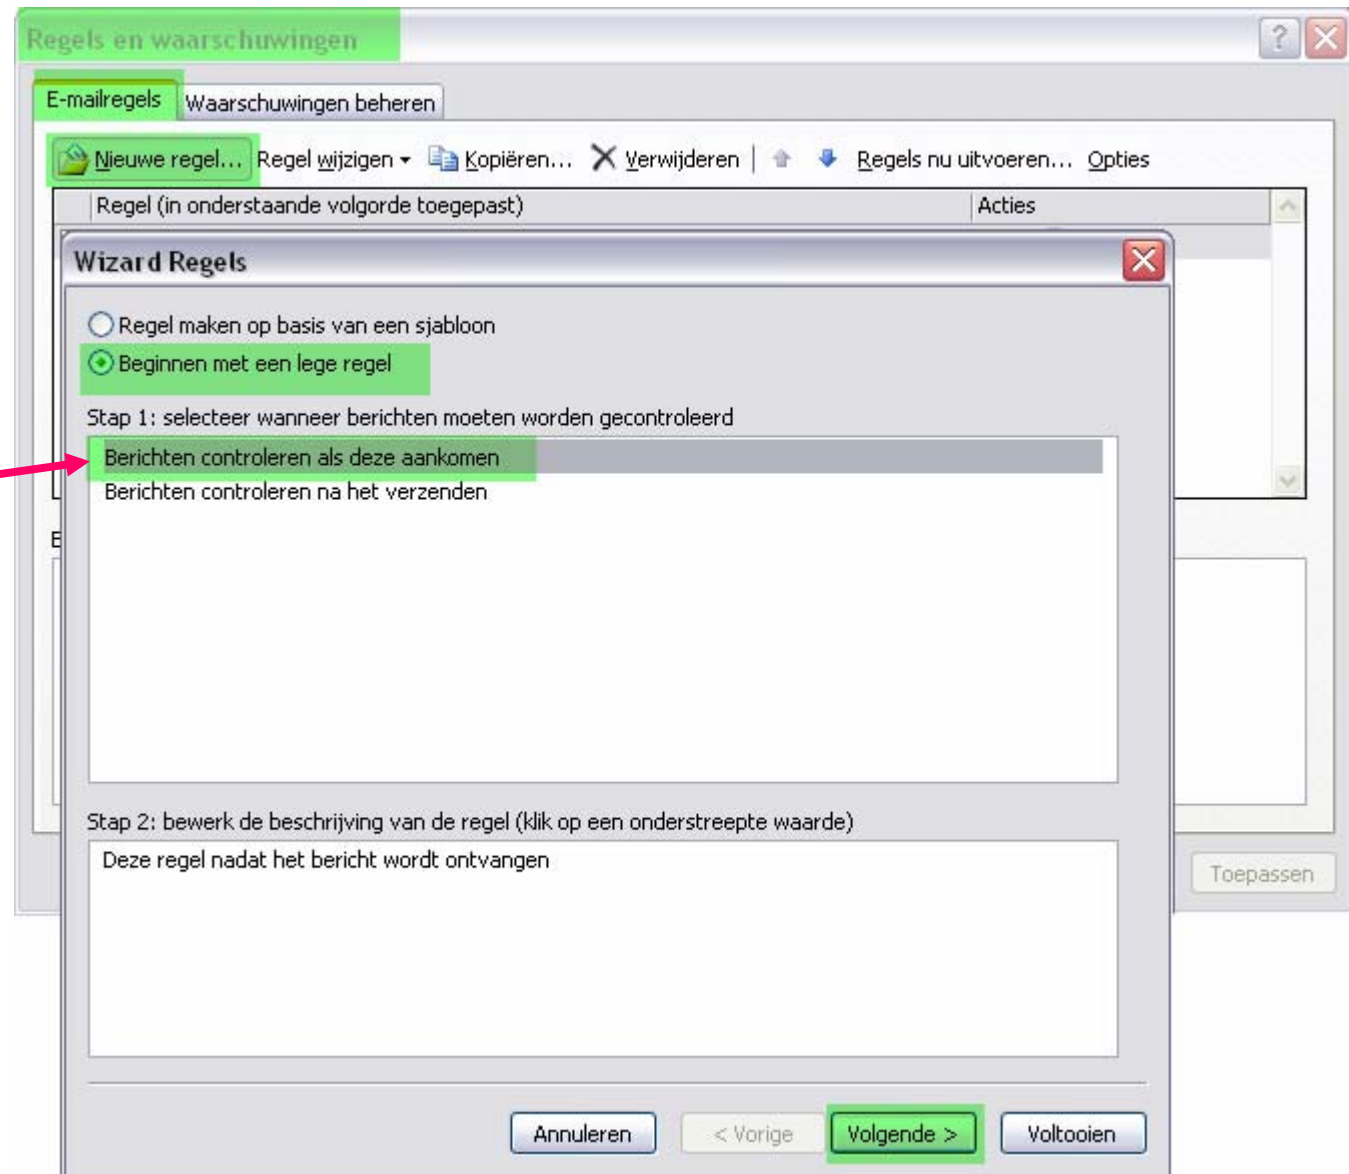 Regels en waarschuwingen
E-mailregels Waarschuwingen beheren
Nieuwe regel... Regel wijzigen Kopiëren... Verwijderen Regels nu uitvoeren... Opties
Regel (in onderstaande volgorde toegepast) Acties
Wizard Regels
Regel maken op basis van een sjabloon
Beginnen met een lege regel
Stap 1: selecteer wanneer berichten moeten worden gecontroleerd
Berichten controleren als deze aankomen
Berichten controleren na het verzenden
Stap 2: bewerk de beschrijving van de regel (klik op een onderstreepte waarde)
Deze regel nadat het bericht wordt ontvangen
Toepassen
Annuleren < Vorige Volgende > Voltooien